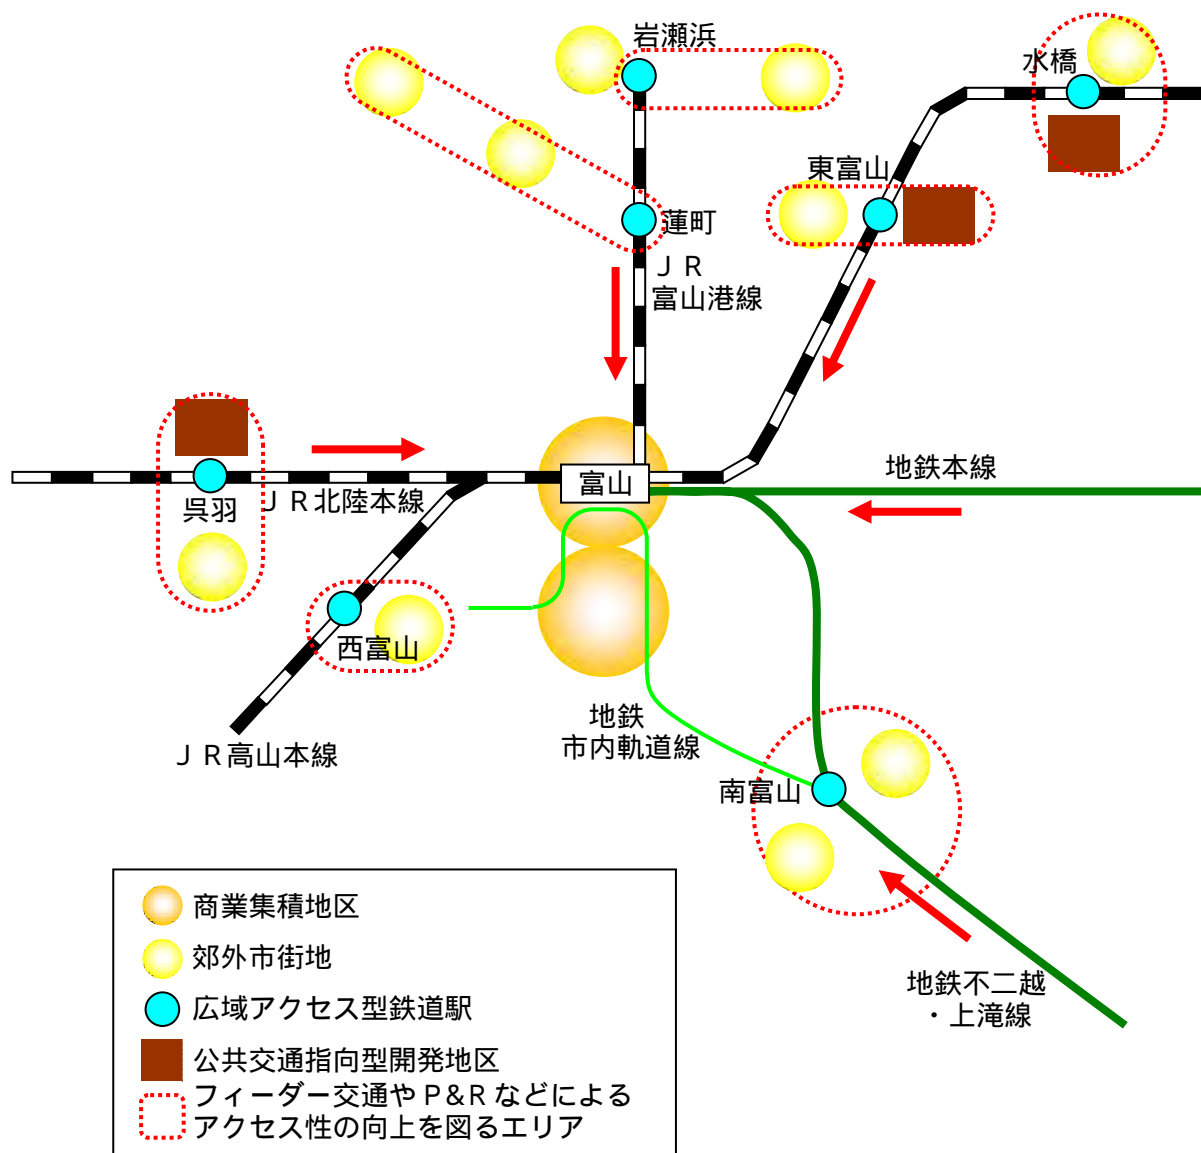 岩瀬浜
水橋
東富山
蓮町
ＪＲ
富山港線
富山
地鉄本線
呉羽
ＪＲ北陸本線
西富山
ＪＲ高山本線
地鉄
市内軌道線
南富山
地鉄不二越
・上滝線
商業集積地区
郊外市街地
広域アクセス型鉄道駅
公共交通指向型開発地区
フィーダー交通やＰ&Ｒなどによる
アクセス性の向上を図るエリア